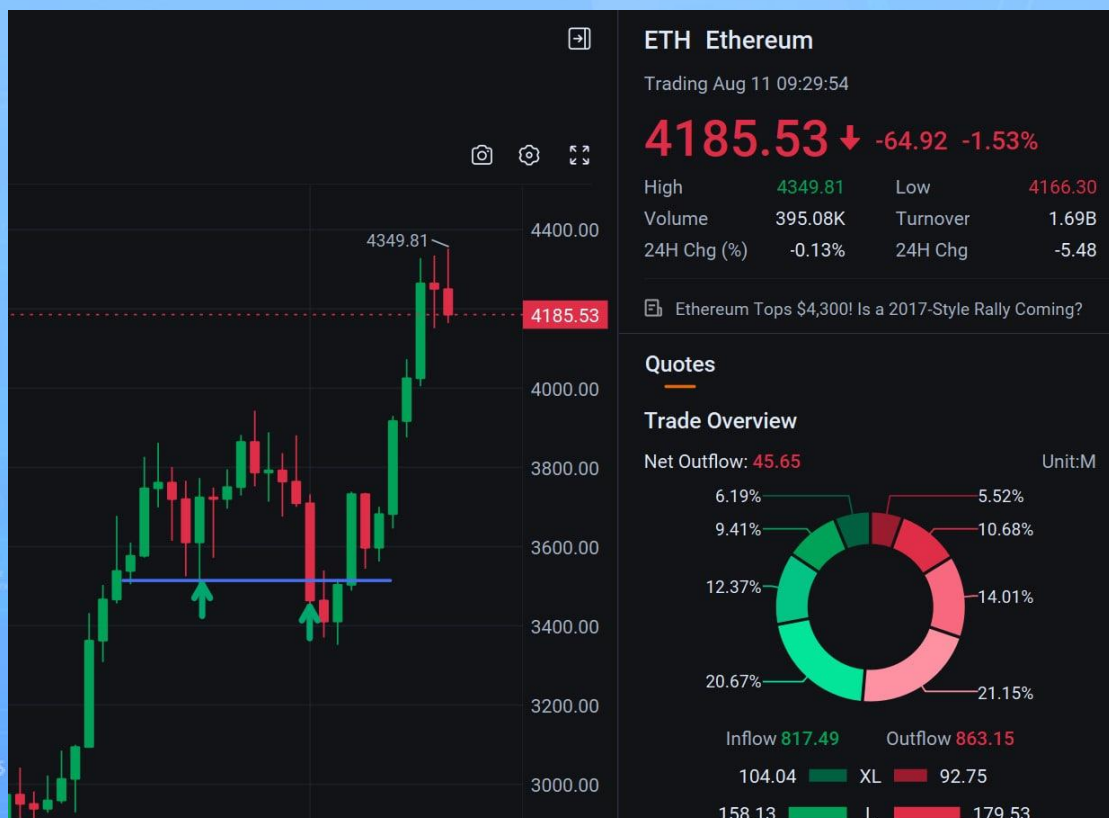 ETH Ethereum
Trading Aug 11 09:29:54
4185.53 -64.92 -1.53%
High 4349.81 Low 4166.30
Volume 395.08K Turnover 1.69B
24H Chg (%) -0.13% 24H Chg -5.48
Ethereum Tops $4,300! Is a 2017-Style Rally Coming?
4349.81
4400.00
4185.53
4000.00
3800.00
3600.00
3400.00
3200.00
3000.00
Quotes
Trade Overview
Net Outflow: 45.65 Unit:M
6.19% 5.52%
9.41% 10.68%
12.37% 14.01%
20.67% 21.15%
Inflow 817.49 Outflow 863.15
104.04 XL 92.75
158.13 L 179.53